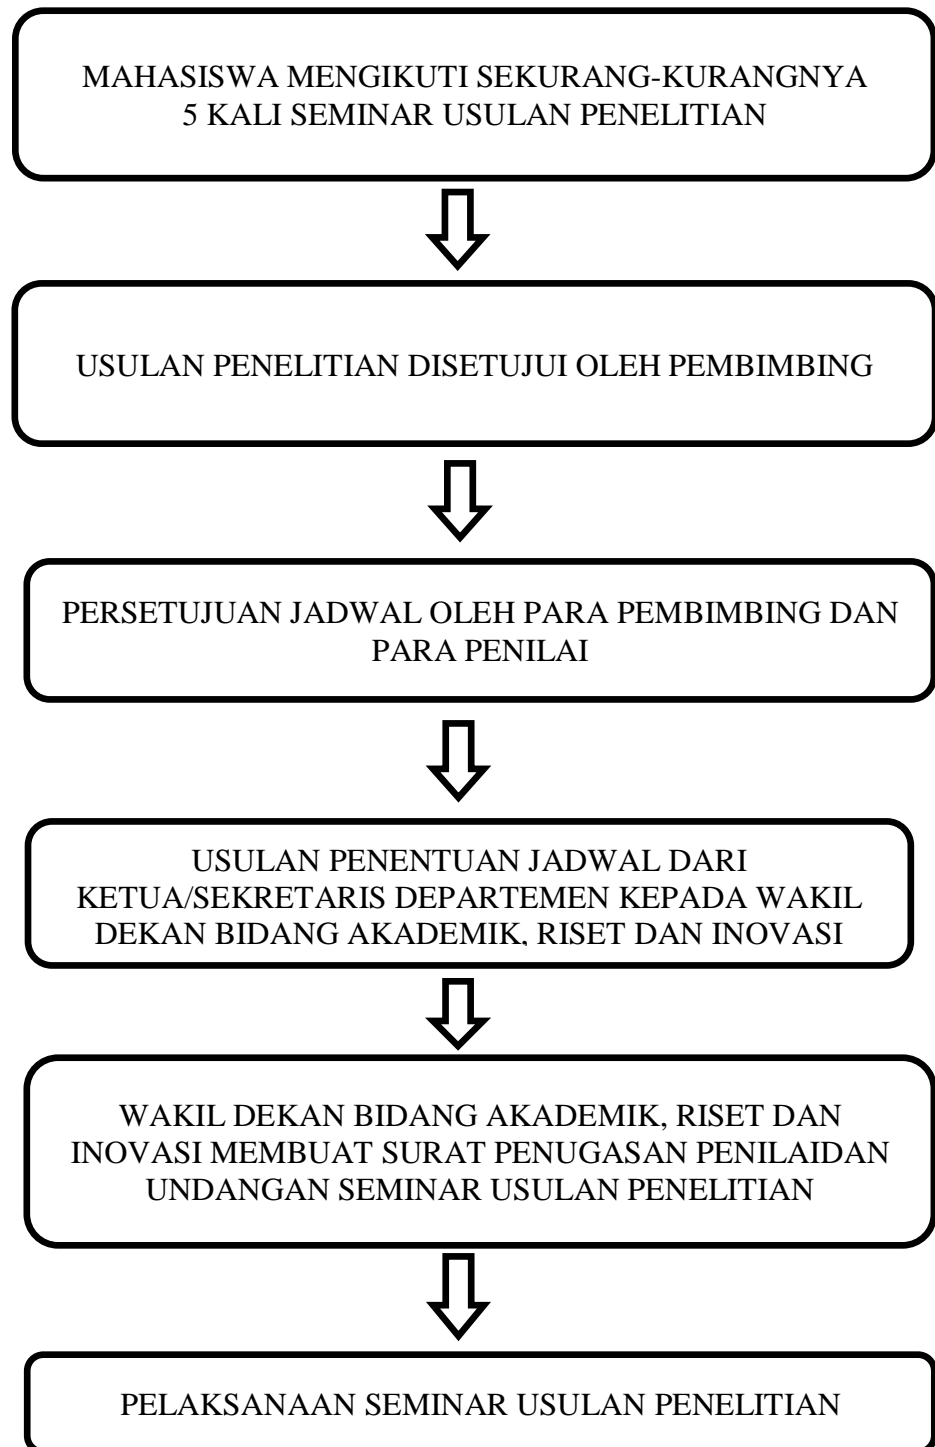 MAHASISWA MENGIKUTI SEKURANG-KURANGNYA
5 KALI SEMINAR USULAN PENELITIAN
USULAN PENELITIAN DISETUJUI OLEH PEMBIMBING
PERSETUJUAN JADWAL OLEH PARA PEMBIMBING DAN
PARA PENILAI
USULAN PENENTUAN JADWAL DARI
KETUA/SEKRETARIS DEPARTEMEN KEPADA WAKIL
DEKAN BIDANG AKADEMIK, RISET DAN INOVASI
WAKIL DEKAN BIDANG AKADEMIK, RISET DAN
INOVASI MEMBUAT SURAT PENUGASAN PENILAIDAN
UNDANGAN SEMINAR USULAN PENELITIAN
PELAKSANAAN SEMINAR USULAN PENELITIAN